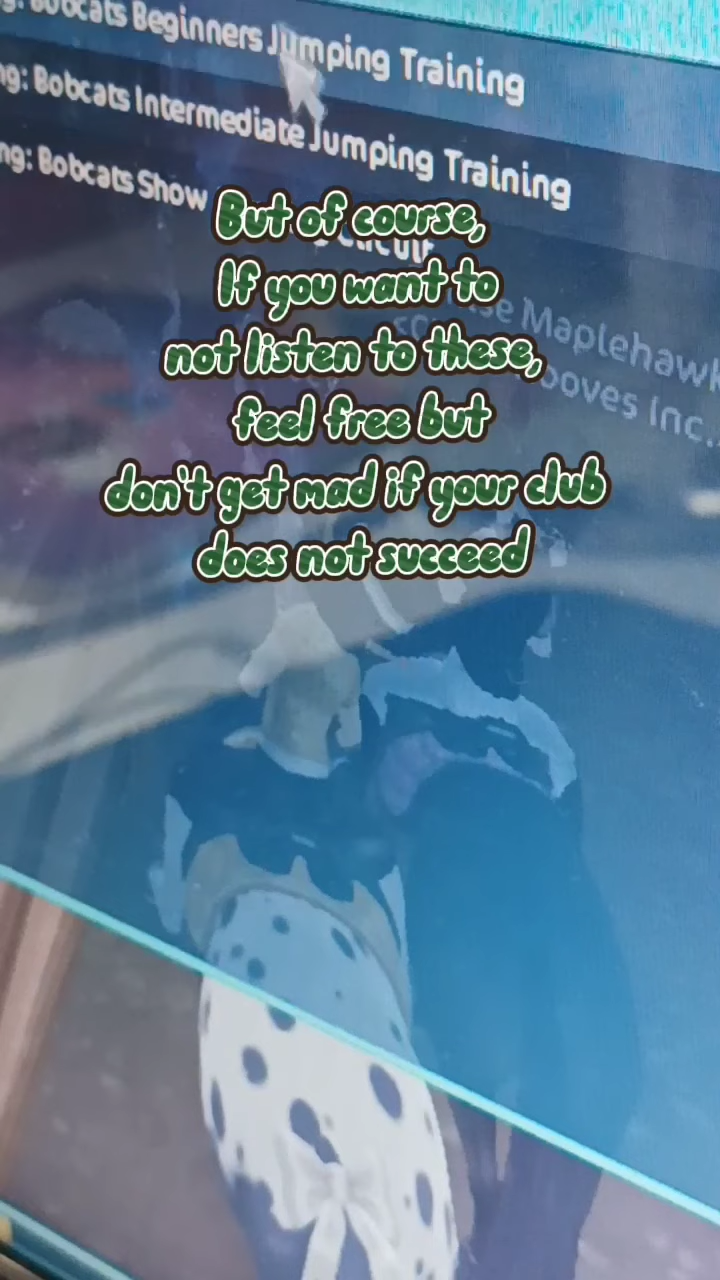 Bobcats Beginners Jumping Training
ng: Bobcats Intermediate Jumping Training
ng: Bobcats Show
But of course,
If you want to
not listen to these,
feel free but
don't get mad if your club
does not succeed
Maplehawk
ooves Inc...